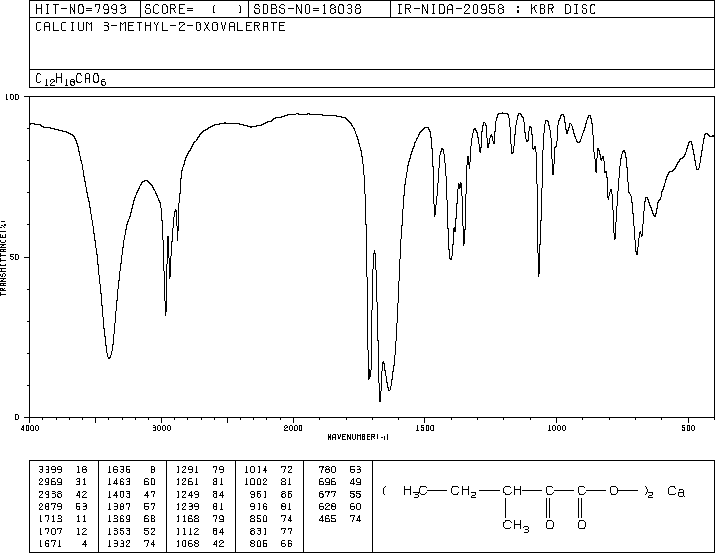 HIT-NO=7993 SCORE= ( ) SDBS-NO=18038 IR-NIDA-20958 : KBR DISC
CALCIUM 3-METHYL-2-OXOVALERATE
C12H18CAO6
100
50
0
TRANSMITTANCE(%)
4000 3000 2000 1500 1000 500
WAVENUMBER(-1)
3399 18 1636 8 1291 79 1014 72 780 53
2969 31 1463 60 1261 81 1002 81 696 49
2938 42 1403 47 1249 84 961 86 677 55
2879 53 1387 57 1239 81 916 81 628 60
1713 11 1369 68 1168 79 850 74 465 74
1707 12 1353 52 1112 84 831 77
1671 4 1332 74 1068 42 806 66
( H3C CH2 CH C C O )2 Ca
CH3 O O